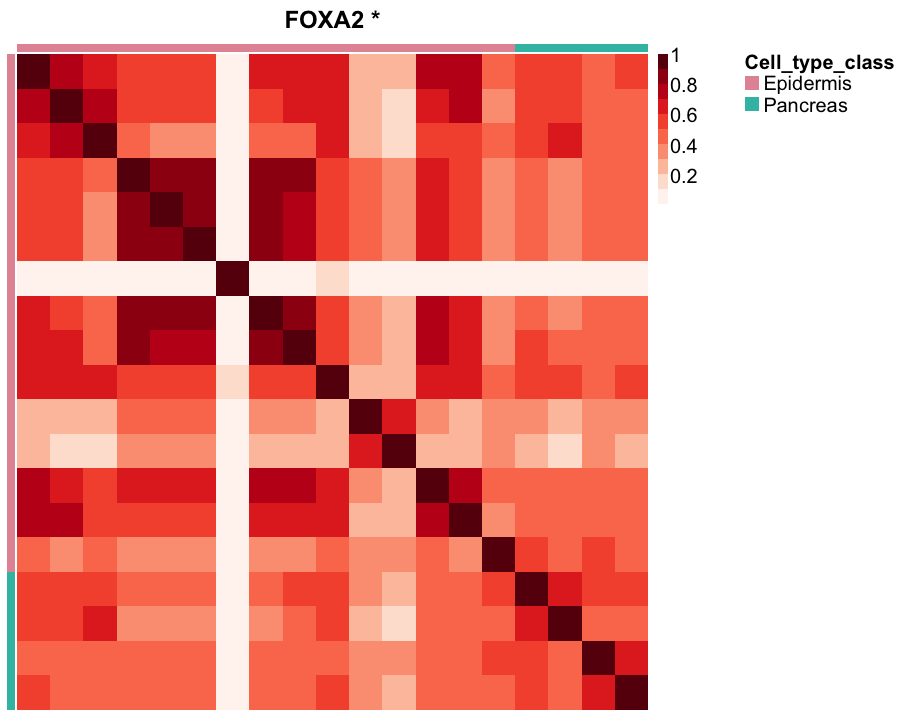 FOXA2 *
1
0.8
0.6
0.4
0.2
Cell_type_class
Epidermis
Pancreas